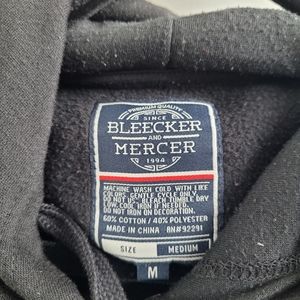 PREMIUM QUALITY
SINCE
BLEECKER
AND
MERCER
1994
MACHINE WASH COLD WITH LIKE
COLORS. GENTLE CYCLE ONLY.
DO NOT BLEACH TUMBLE DRY
LOW. COOL IRON IF NEEDED.
DO NOT IRON ON DECORATION.
60% COTTON / 40% POLYESTER
MADE IN CHINA RN#92291
SIZE MEDIUM
M